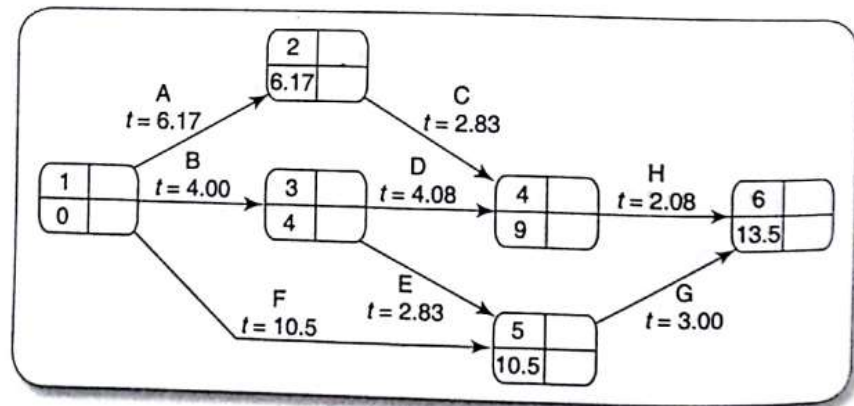 2
6.17
A
t = 6.17
C
t = 2.83
1
0
B
t = 4.00
3
4
D
t = 4.08
4
9
H
t = 2.08
6
13.5
F
t = 10.5
E
t = 2.83
5
10.5
G
t = 3.00